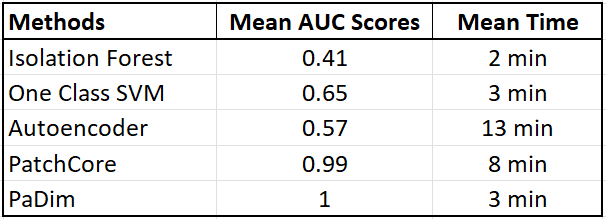 Methods Mean AUC Scores Mean Time
Isolation Forest 0.41 2 min
One Class SVM 0.65 3 min
Autoencoder 0.57 13 min
PatchCore 0.99 8 min
PaDim 1 3 min